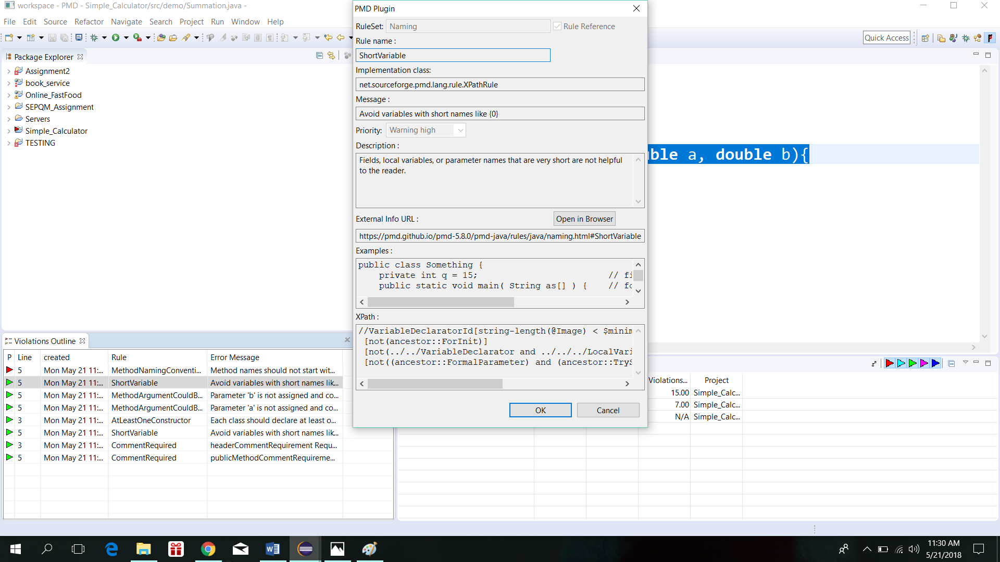 workspace - PMD - Simple_Calculator/src/demo/Summation.java -
File Edit Source Refactor Navigate Search Project Run Window Help
Quick Access
Package Explorer
Assignment2
book_service
Online_FastFood
SEPQM_Assignment
Servers
Simple_Calculator
TESTING
PMD Plugin
RuleSet: Naming Rule Reference
Rule name :
ShortVariable
Implementation class:
net.sourceforge.pmd.lang.rule.XPathRule
Message :
Avoid variables with short names like {0}
Priority: Warning high
Description :
Fields, local variables, or parameter names that are very short are not helpful
to the reader.
External Info URL :
Open in Browser
https://pmd.github.io/pmd-5.8.0/pmd-java/rules/java/naming.html#ShortVariable
Examples :
public class Something {
private int q = 15; // fi
public static void main( String as[] ) { // fo
XPath :
//VariableDeclaratorId[string-length(@Image) < $minim
[not(ancestor::ForInit)]
[not(../../VariableDeclarator and ../../../LocalVari
[not((ancestor::FormalParameter) and (ancestor::TryS
OK Cancel
ble a, double b){
Violations Outline
P Line created Rule Error Message
5 Mon May 21 11:... MethodNamingConventi... Method names should not start wit...
5 Mon May 21 11:... ShortVariable Avoid variables with short names lik...
5 Mon May 21 11:... MethodArgumentCouldB... Parameter 'b' is not assigned and co...
5 Mon May 21 11:... MethodArgumentCouldB... Parameter 'a' is not assigned and co...
3 Mon May 21 11:... AtLeastOneConstructor Each class should declare at least o...
5 Mon May 21 11:... ShortVariable Avoid variables with short names lik...
3 Mon May 21 11:... CommentRequired headerCommentRequirement Requ...
5 Mon May 21 11:... CommentRequired publicMethodCommentRequireme...
Violations... Project
15.00 Simple_Calc...
7.00 Simple_Calc...
N/A Simple_Calc...
11:30 AM
5/21/2018